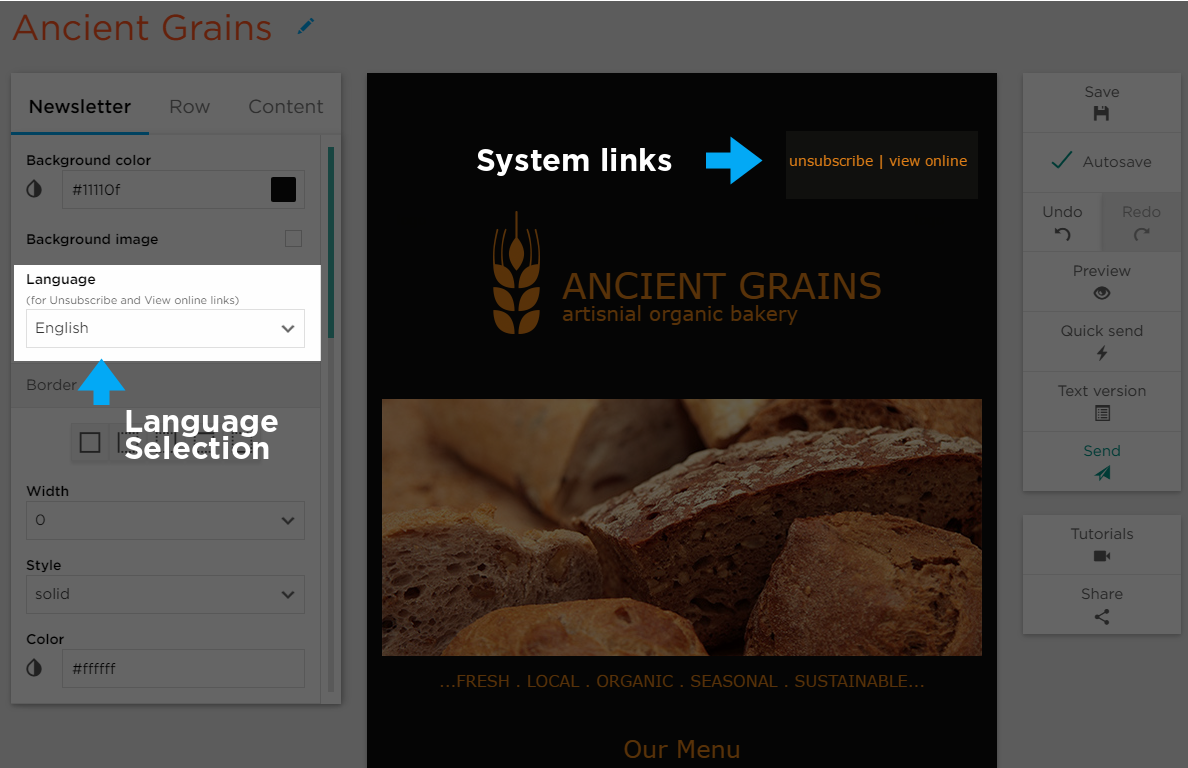 Ancient Grains
Newsletter Row Content
Background color
#11110f
Background image
Language
(for Unsubscribe and View online links)
English
Border
Language
Selection
Width
0
Style
solid
Color
#ffffff
System links
unsubscribe | view online
ANCIENT GRAINS
artisnial organic bakery
...FRESH . LOCAL . ORGANIC . SEASONAL . SUSTAINABLE...
Our Menu
Save
Autosave
Undo Redo
Preview
Quick send
Text version
Send
Tutorials
Share